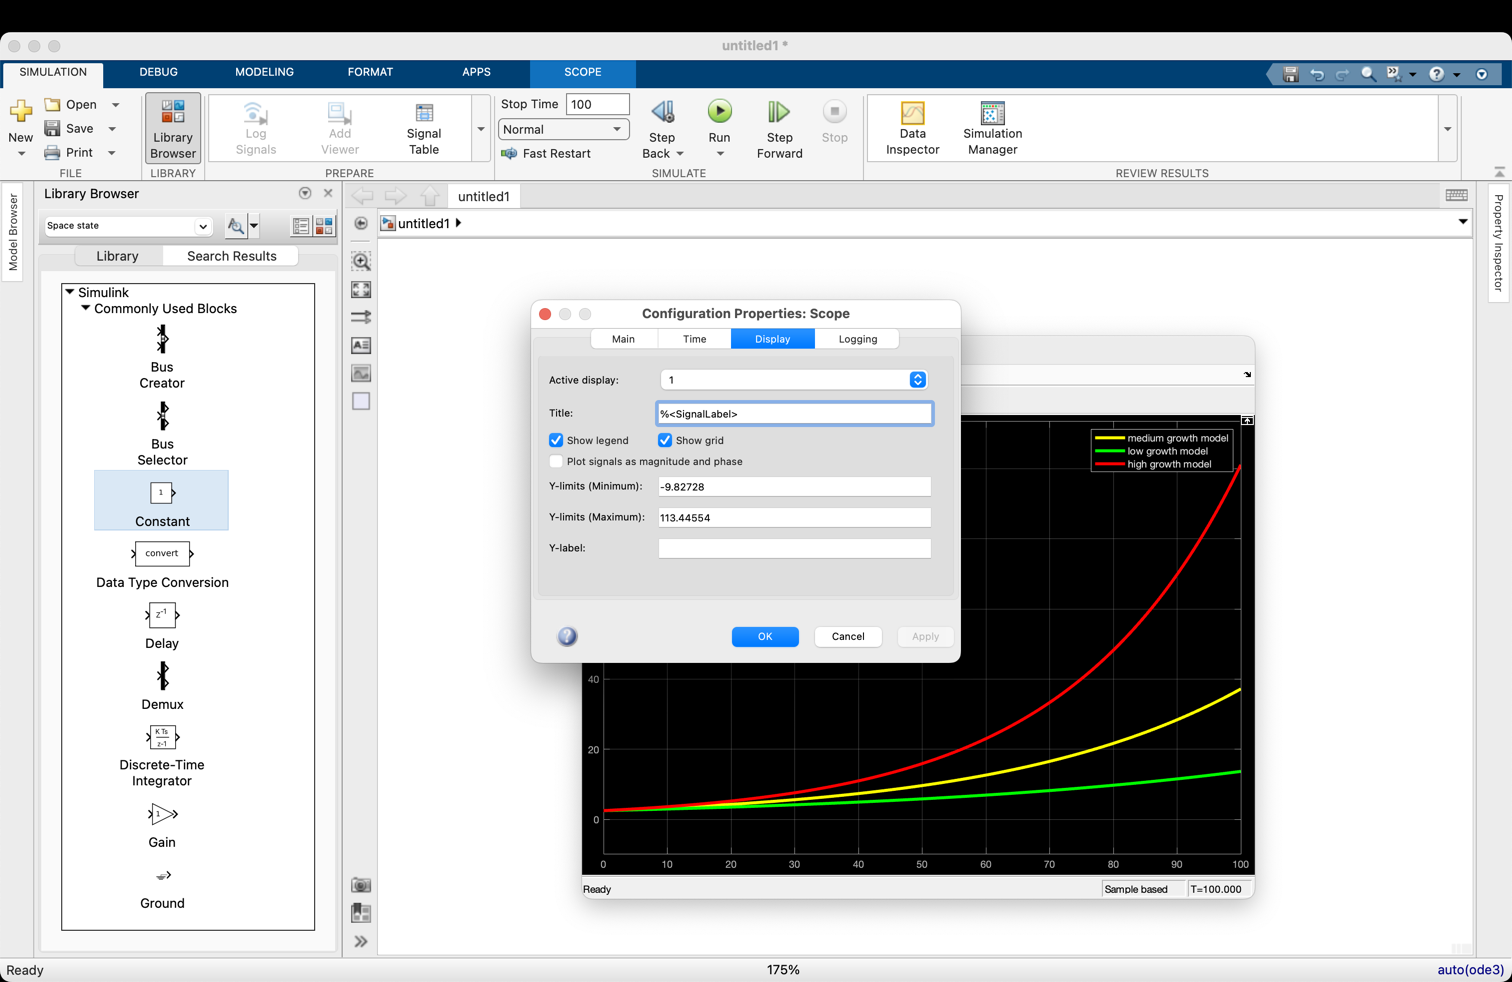 untitled1 *
SIMULATION DEBUG MODELING FORMAT APPS SCOPE
New Open Save Print
FILE
Library Browser
LIBRARY
Log Signals
Add Viewer
Signal Table
PREPARE
Stop Time 100
Normal
Fast Restart
Step Back
Run
Step Forward
Stop
SIMULATE
Data Inspector
Simulation Manager
REVIEW RESULTS
Model Browser
Library Browser
Space state
Library Search Results
Simulink
Commonly Used Blocks
Bus Creator
Bus Selector
1
Constant
convert
Data Type Conversion
z-1
Delay
Demux
K Ts
z-1
Discrete-Time Integrator
1
Gain
Ground
untitled1
untitled1
Property Inspector
Configuration Properties: Scope
Main Time Display Logging
Active display: 1
Title: %<SignalLabel>
Show legend Show grid
Plot signals as magnitude and phase
Y-limits (Minimum): -9.82728
Y-limits (Maximum): 113.44554
Y-label:
? OK Cancel Apply
medium growth model
low growth model
high growth model
40
20
0
0 10 20 30 40 50 60 70 80 90 100
Ready Sample based T=100.000
Ready 175% auto(ode3)